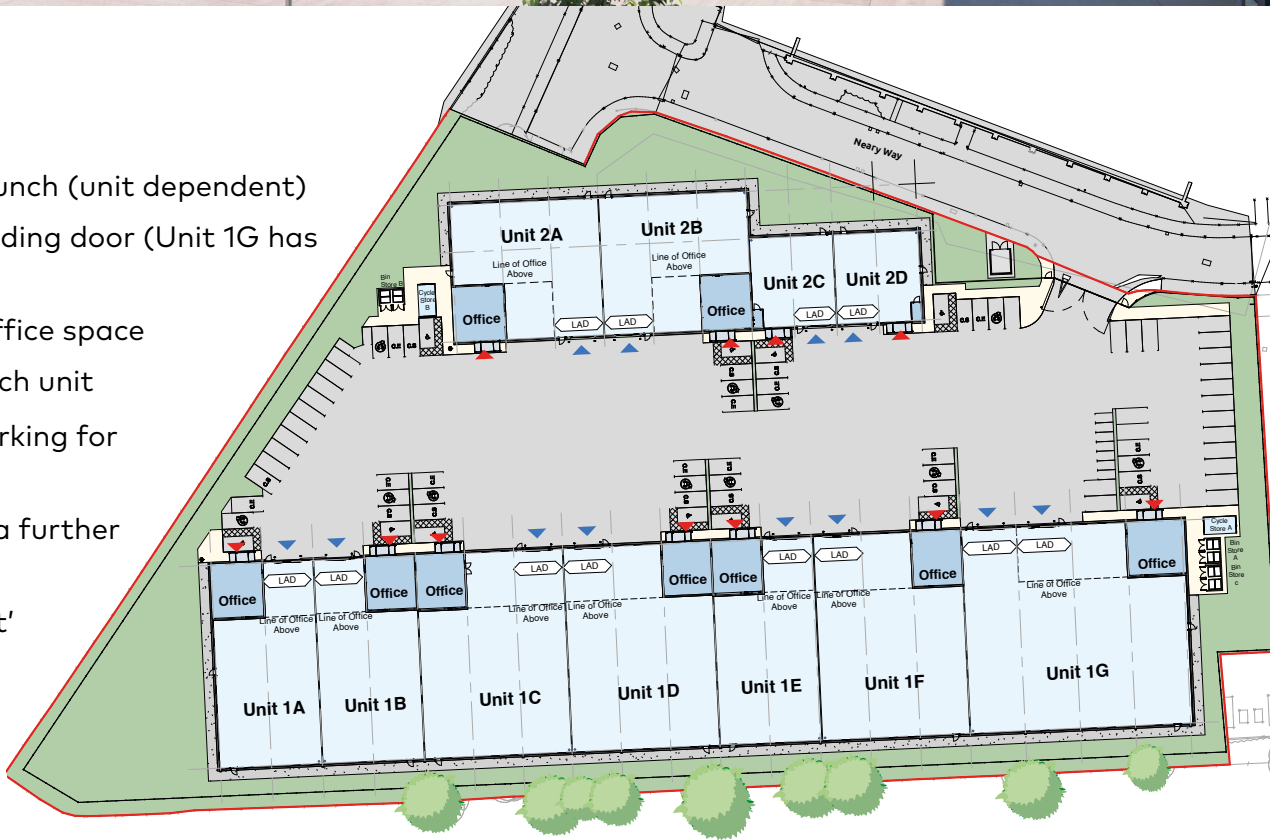 unch (unit dependent)
ding door (Unit 1G has
ffice space
ch unit
rking for
a further
t'
Neary Way
Unit 2A
Unit 2B
Line of Office
Above
Line of Office
Above
Unit 2C
Unit 2D
Bin
Store B
Cycle
Store
B
Office
Office
LAD
LAD
LAD
LAD
C.E
C.S
C.S
C.E
C.S
C.E
C.E
C.S
C.S
C.E
C.E
C.S
C.E
C.S
C.E
C.S
C.E
C.S
C.E
C.S
C.E
Cycle
Store A
Bin
Store
A
Bin
Store
c
LAD
LAD
LAD
LAD
LAD
LAD
LAD
LAD
Office
Office
Office
Office
Office
Office
Office
Line of Office
Above
Line of Office
Above
Line of Office
Above
Line of Office
Above
Line of Office
Above
Line of Office
Above
Line of Office
Above
Unit 1A
Unit 1B
Unit 1C
Unit 1D
Unit 1E
Unit 1F
Unit 1G